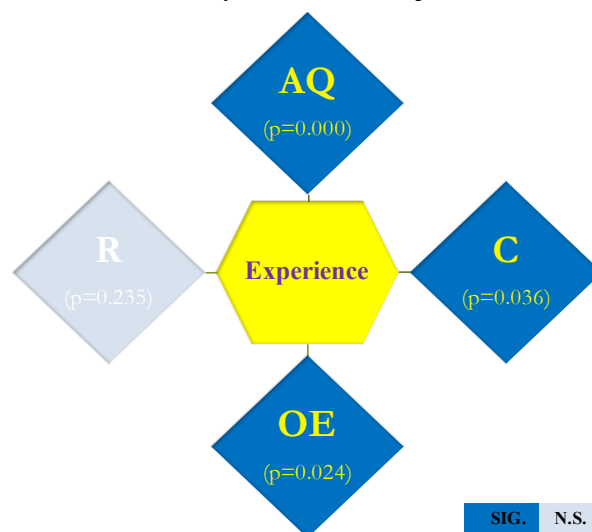 AQ
(p=0.000)
R
(p=0.235)
Experience
C
(p=0.036)
OE
(p=0.024)
SIG. N.S.